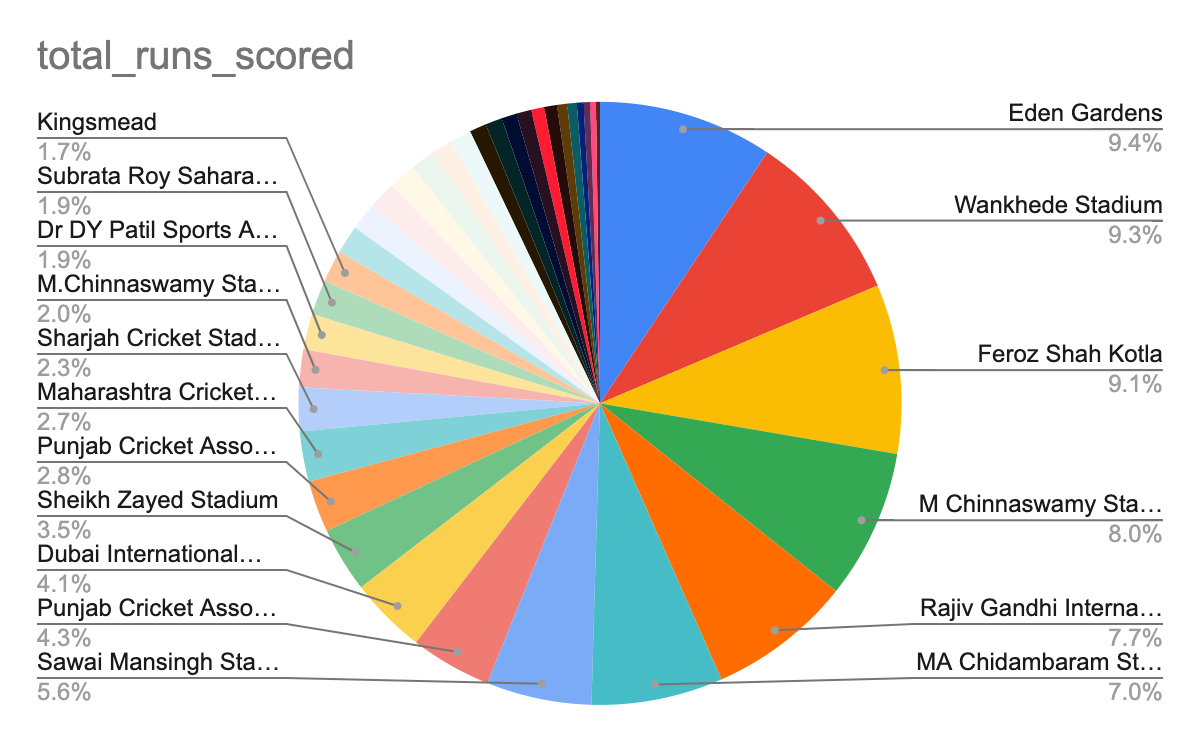 total_runs_scored
Kingsmead
1.7%
Subrata Roy Sahara…
1.9%
Dr DY Patil Sports A…
1.9%
M.Chinnaswamy Sta…
2.0%
Sharjah Cricket Stad…
2.3%
Maharashtra Cricket…
2.7%
Punjab Cricket Asso…
2.8%
Sheikh Zayed Stadium
3.5%
Dubai International…
4.1%
Punjab Cricket Asso…
4.3%
Sawai Mansingh Sta…
5.6%
Eden Gardens
9.4%
Wankhede Stadium
9.3%
Feroz Shah Kotla
9.1%
M Chinnaswamy Sta…
8.0%
Rajiv Gandhi Interna…
7.7%
MA Chidambaram St…
7.0%